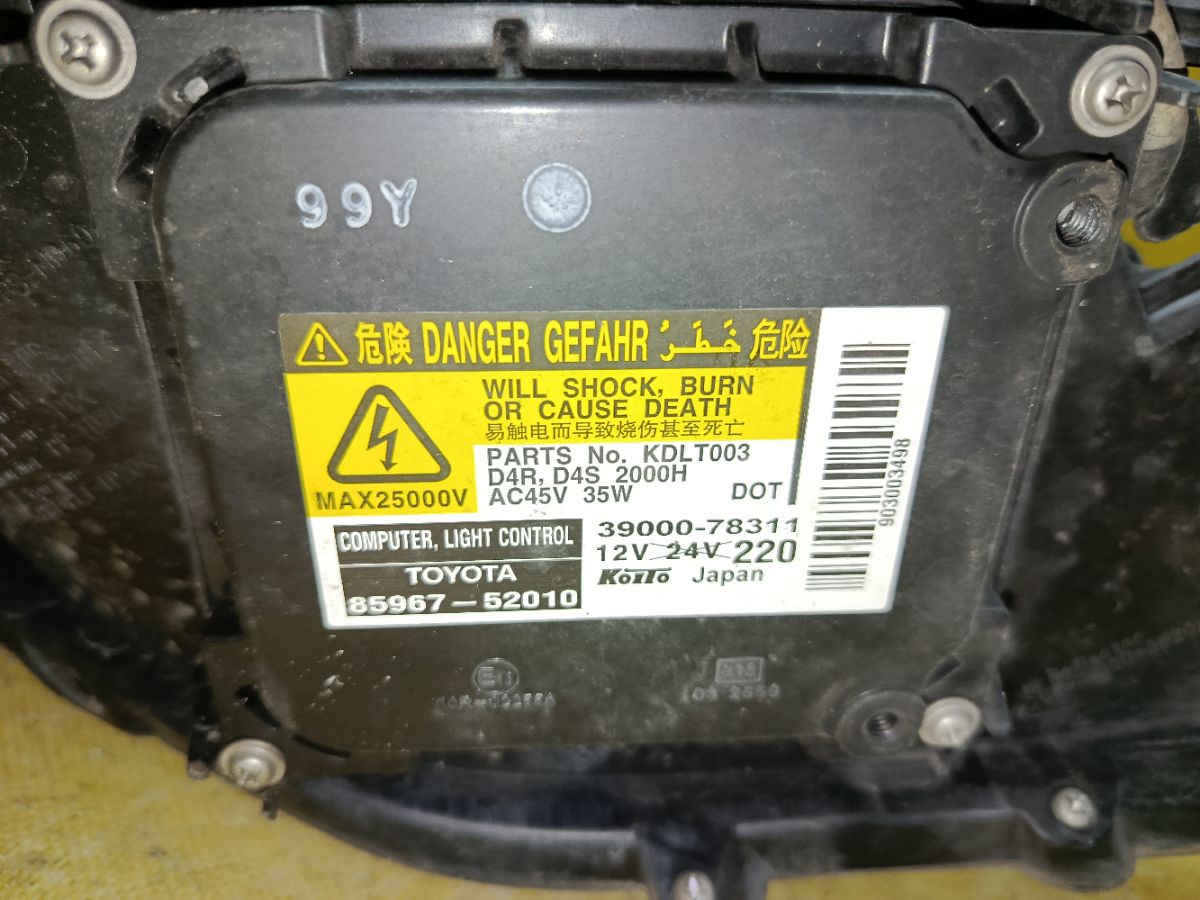 99Y
危険 DANGER GEFAHR خَطَرٌ 危险
WILL SHOCK, BURN
OR CAUSE DEATH
易触电而导致烧伤甚至死亡
MAX25000V
PARTS No. KDLT003
D4R, D4S 2000H
AC45V 35W DOT
COMPUTER, LIGHT CONTROL
TOYOTA
85967-52010
39000-78311
12V 24V 220
KOITO Japan
903003498